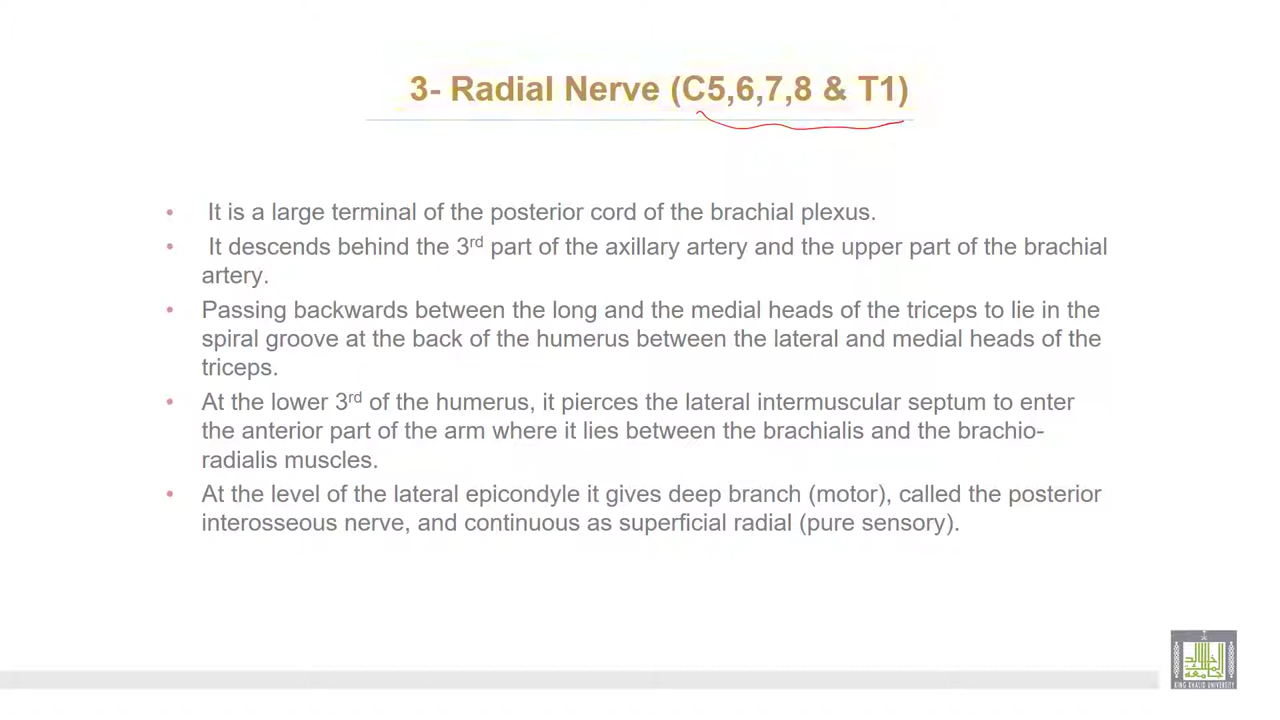 3- Radial Nerve (C5,6,7,8 & T1)
• It is a large terminal of the posterior cord of the brachial plexus.
• It descends behind the 3rd part of the axillary artery and the upper part of the brachial
artery.
• Passing backwards between the long and the medial heads of the triceps to lie in the
spiral groove at the back of the humerus between the lateral and medial heads of the
triceps.
• At the lower 3rd of the humerus, it pierces the lateral intermuscular septum to enter
the anterior part of the arm where it lies between the brachialis and the brachio-
radialis muscles.
• At the level of the lateral epicondyle it gives deep branch (motor), called the posterior
interosseous nerve, and continuous as superficial radial (pure sensory).
KING KHALID UNIVERSITY